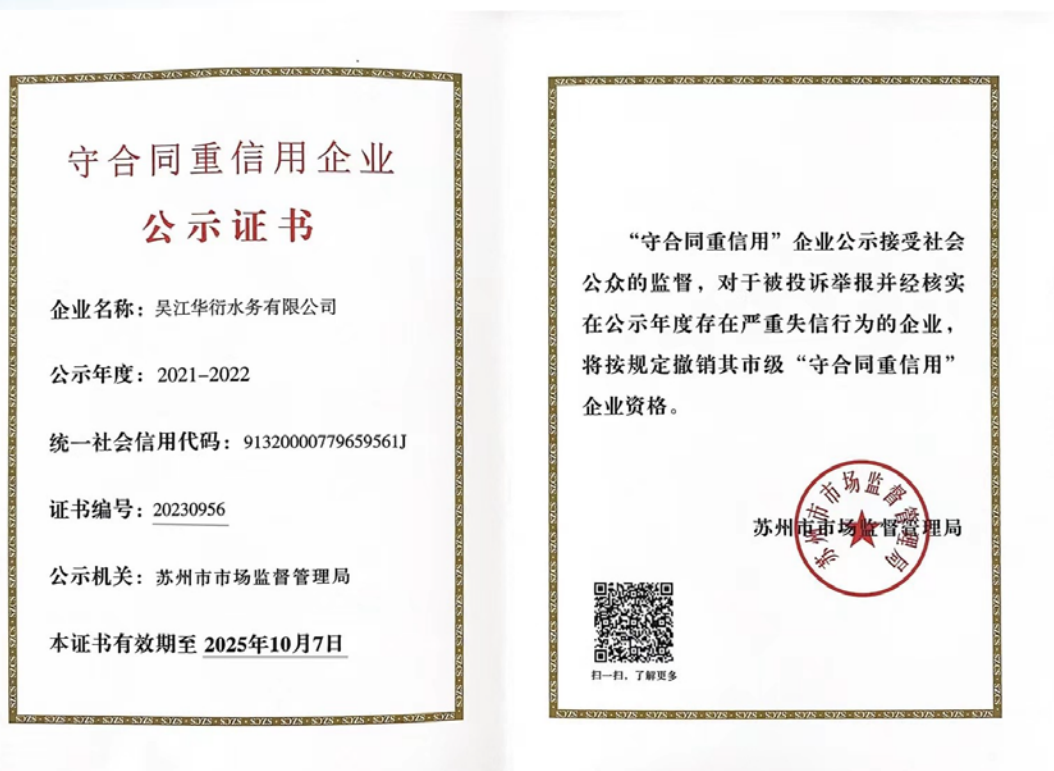 守合同重信用企业
公示证书
企业名称：吴江华衍水务有限公司
公示年度：2021-2022
统一社会信用代码：91320000779659561J
证书编号：20230956
公示机关：苏州市市场监督管理局
本证书有效期至 2025年10月7日
“守合同重信用”企业公示接受社会
公众的监督，对于被投诉举报并经核实
在公示年度存在严重失信行为的企业，
将按规定撤销其市级“守合同重信用”
企业资格。
苏州市市场监督管理局
苏州市市场监督管理局
扫一扫，了解更多
SZCS